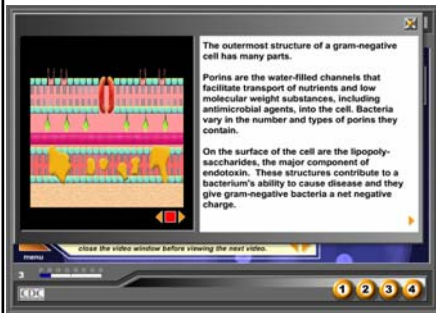 The outermost structure of a gram-negative
cell has many parts.
Porins are the water-filled channels that
facilitate transport of nutrients and low
molecular weight substances, including
antimicrobial agents, into the cell. Bacteria
vary in the number and types of porins they
contain.
On the surface of the cell are the lipopoly-
saccharides, the major component of
endotoxin. These structures contribute to a
bacterium's ability to cause disease and they
give gram-negative bacteria a net negative
charge.
close the video window before viewing the next video.
menu
3
PROGRESS
CDC
1 2 3 4